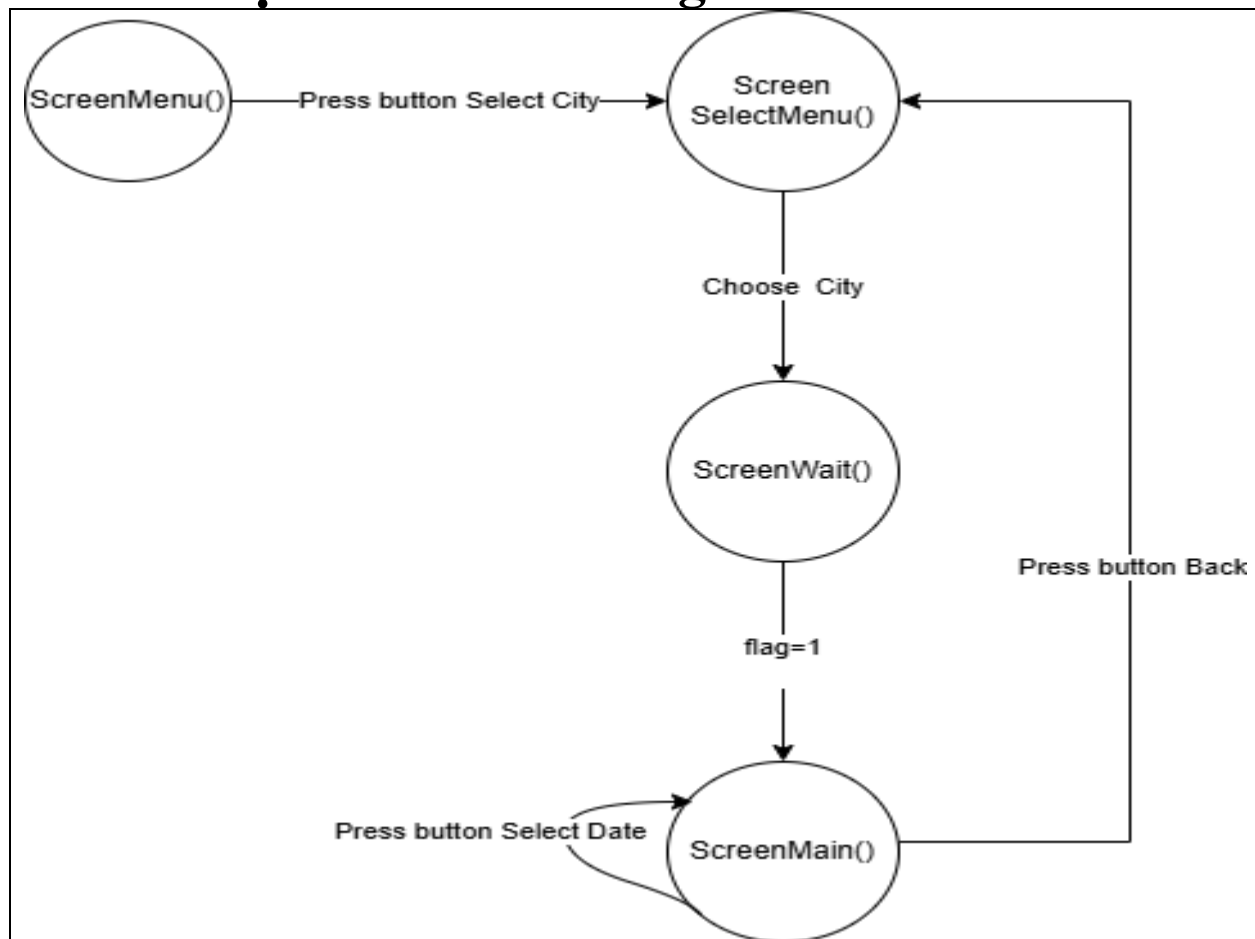 ScreenMenu()
Press button Select City
Screen
SelectMenu()
Choose City
ScreenWait()
Press button Back
flag=1
Press button Select Date
ScreenMain()